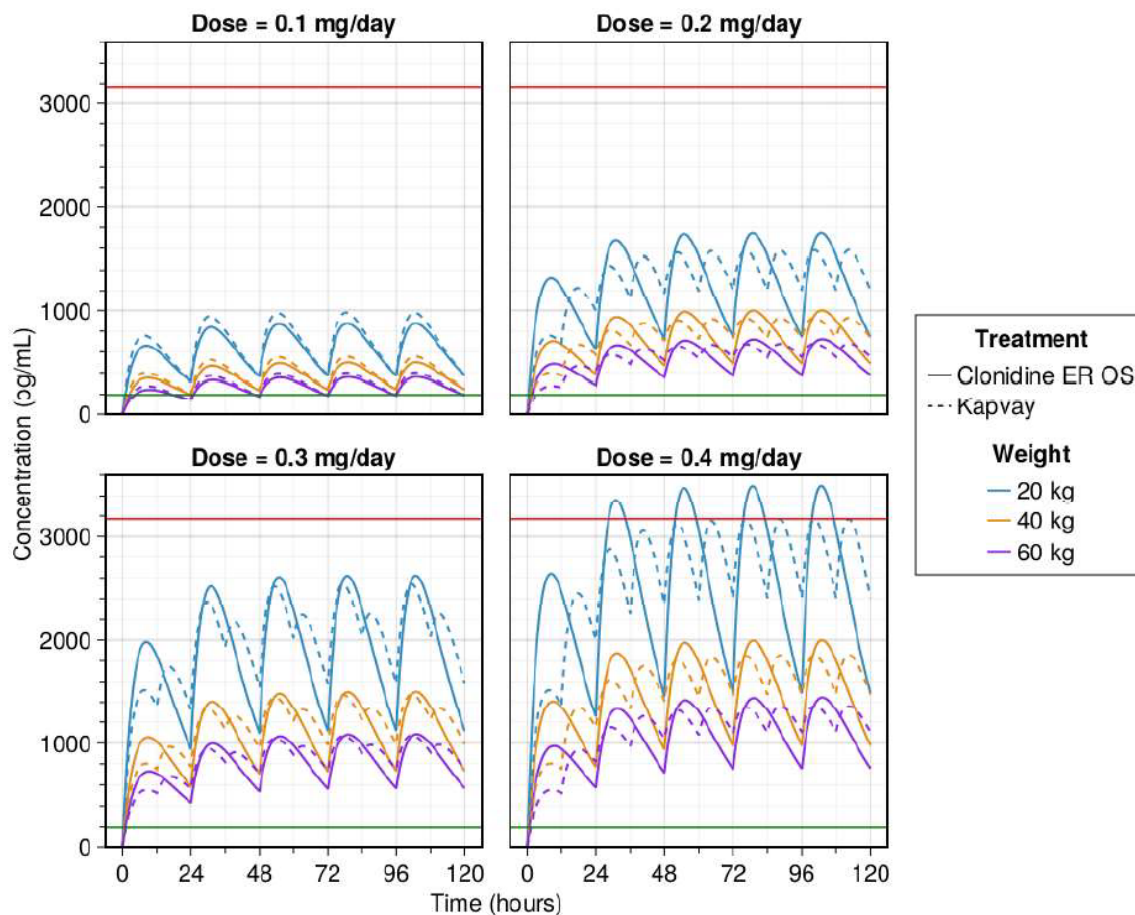 Dose = 0.1 mg/day
Dose = 0.2 mg/day
3000
2000
1000
0
Concentration (pg/mL)
Dose = 0.3 mg/day
Dose = 0.4 mg/day
3000
2000
1000
0
0 24 48 72 96 120
0 24 48 72 96 120
Time (hours)
Treatment
Clonidine ER OS
Kapvay
Weight
20 kg
40 kg
60 kg